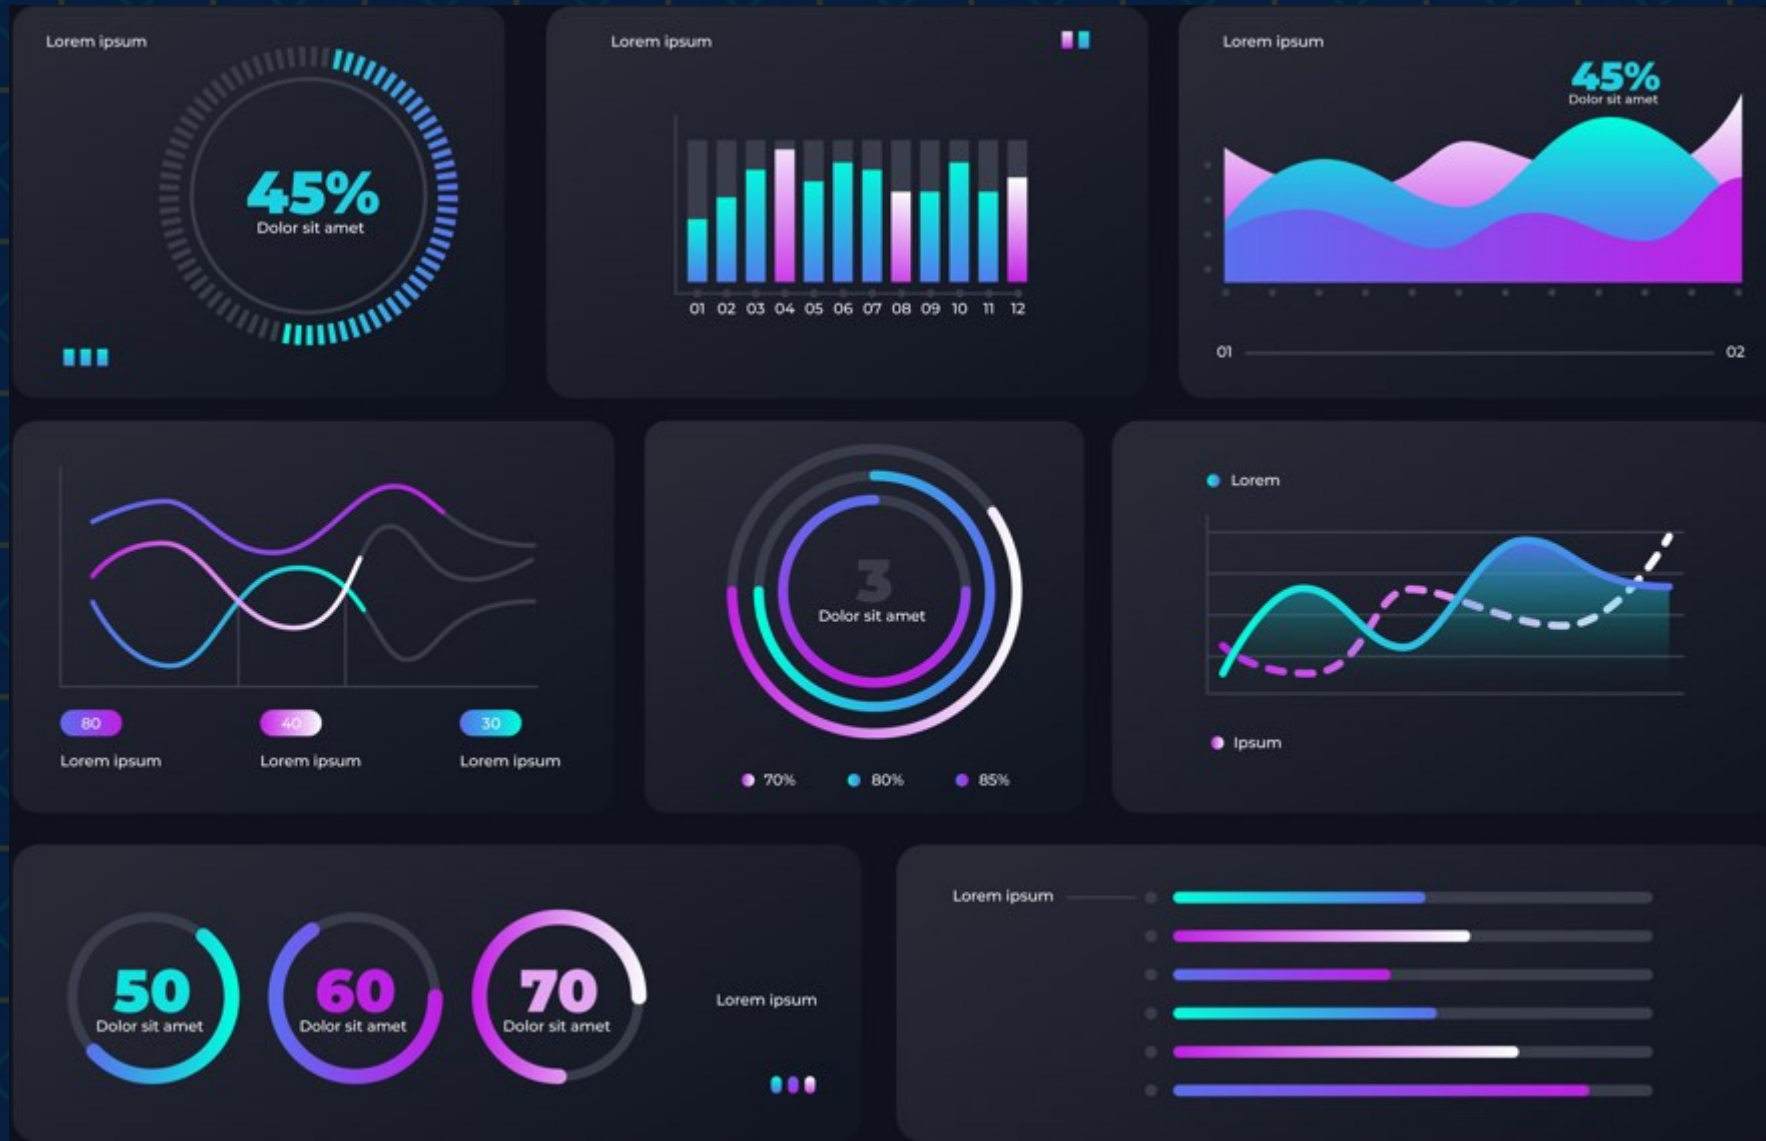 Lorem ipsum
45%
Dolor sit amet
Lorem ipsum
01 02 03 04 05 06 07 08 09 10 11 12
Lorem ipsum
45%
Dolor sit amet
01 02
80 40 30
Lorem ipsum Lorem ipsum Lorem ipsum
3
Dolor sit amet
70% 80% 85%
Lorem
Ipsum
50
Dolor sit amet
60
Dolor sit amet
70
Dolor sit amet
Lorem ipsum
Lorem ipsum